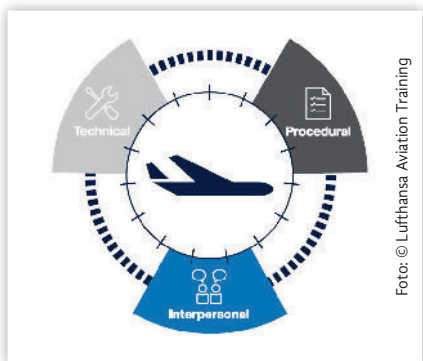 Technical
Procedural
Interpersonal
Foto: © Lufthansa Aviation Training